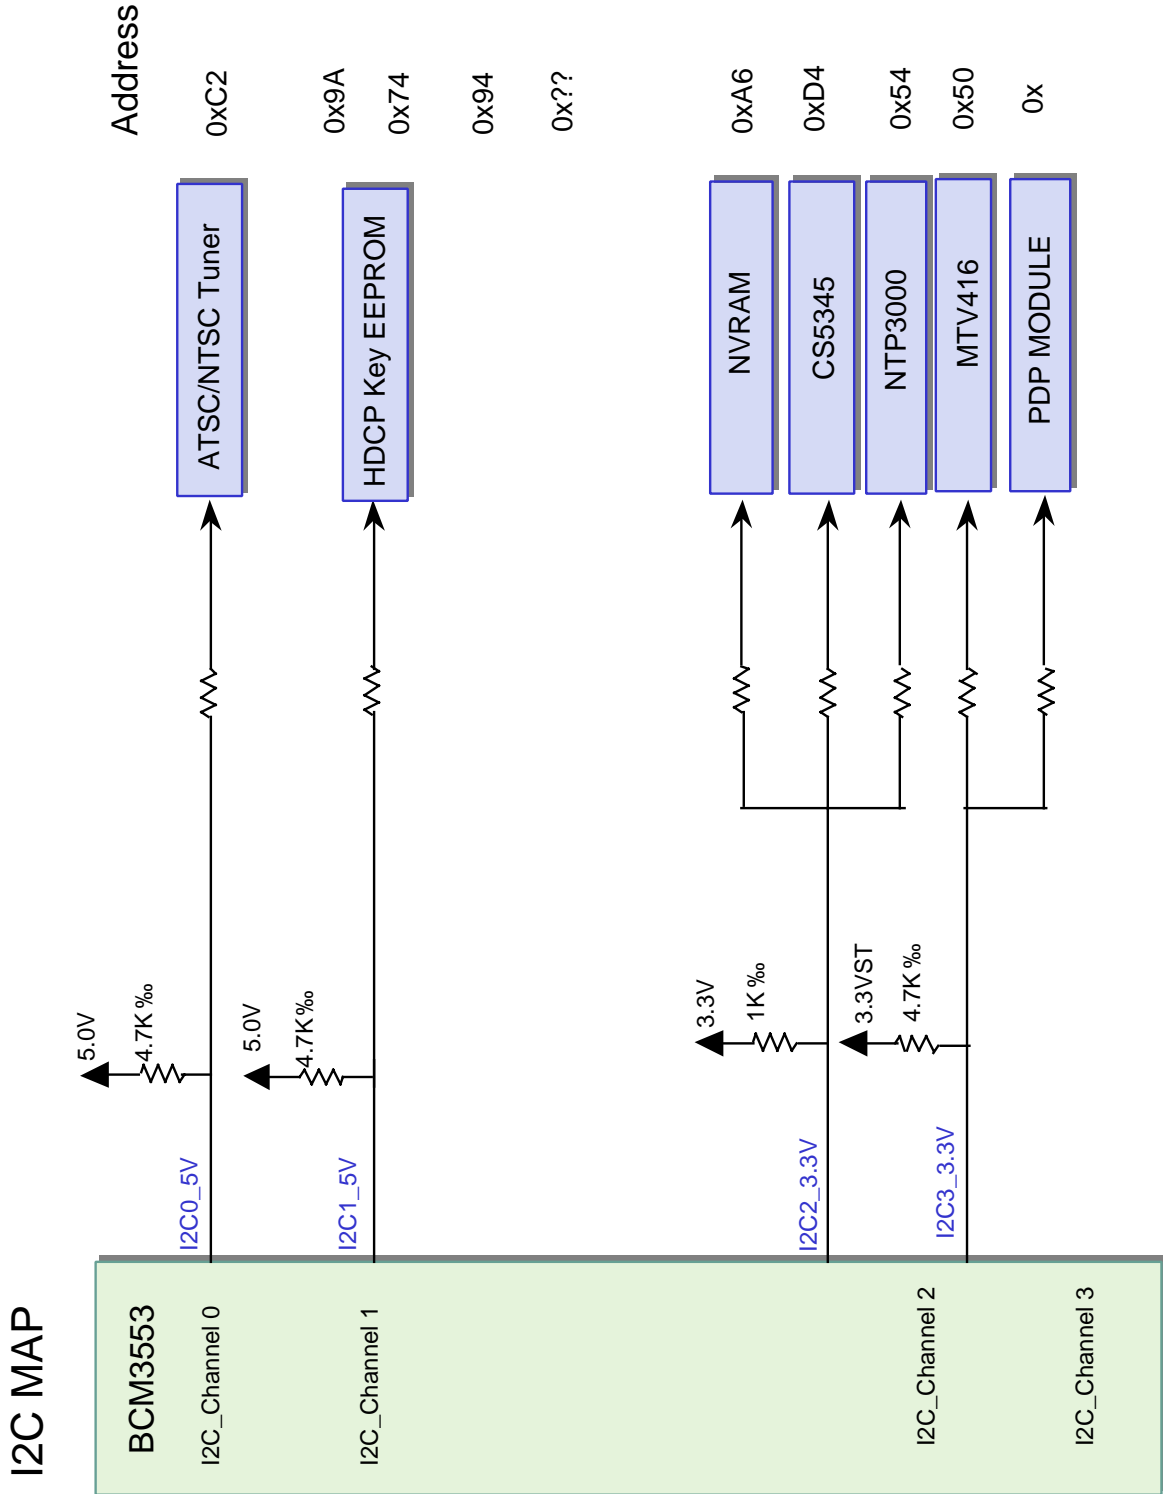 I2C MAP
Address
BCM3553
I2C_Channel 0
I2C0_5V
5.0V
4.7K ‰
ATSC/NTSC Tuner
0xC2
I2C_Channel 1
I2C1_5V
5.0V
4.7K ‰
HDCP Key EEPROM
0x9A
0x74
0x94
0x??
I2C2_3.3V
3.3V
1K ‰
NVRAM
0xA6
CS5345
0xD4
I2C_Channel 2
NTP3000
0x54
I2C3_3.3V
3.3VST
4.7K ‰
MTV416
0x50
I2C_Channel 3
PDP MODULE
0x